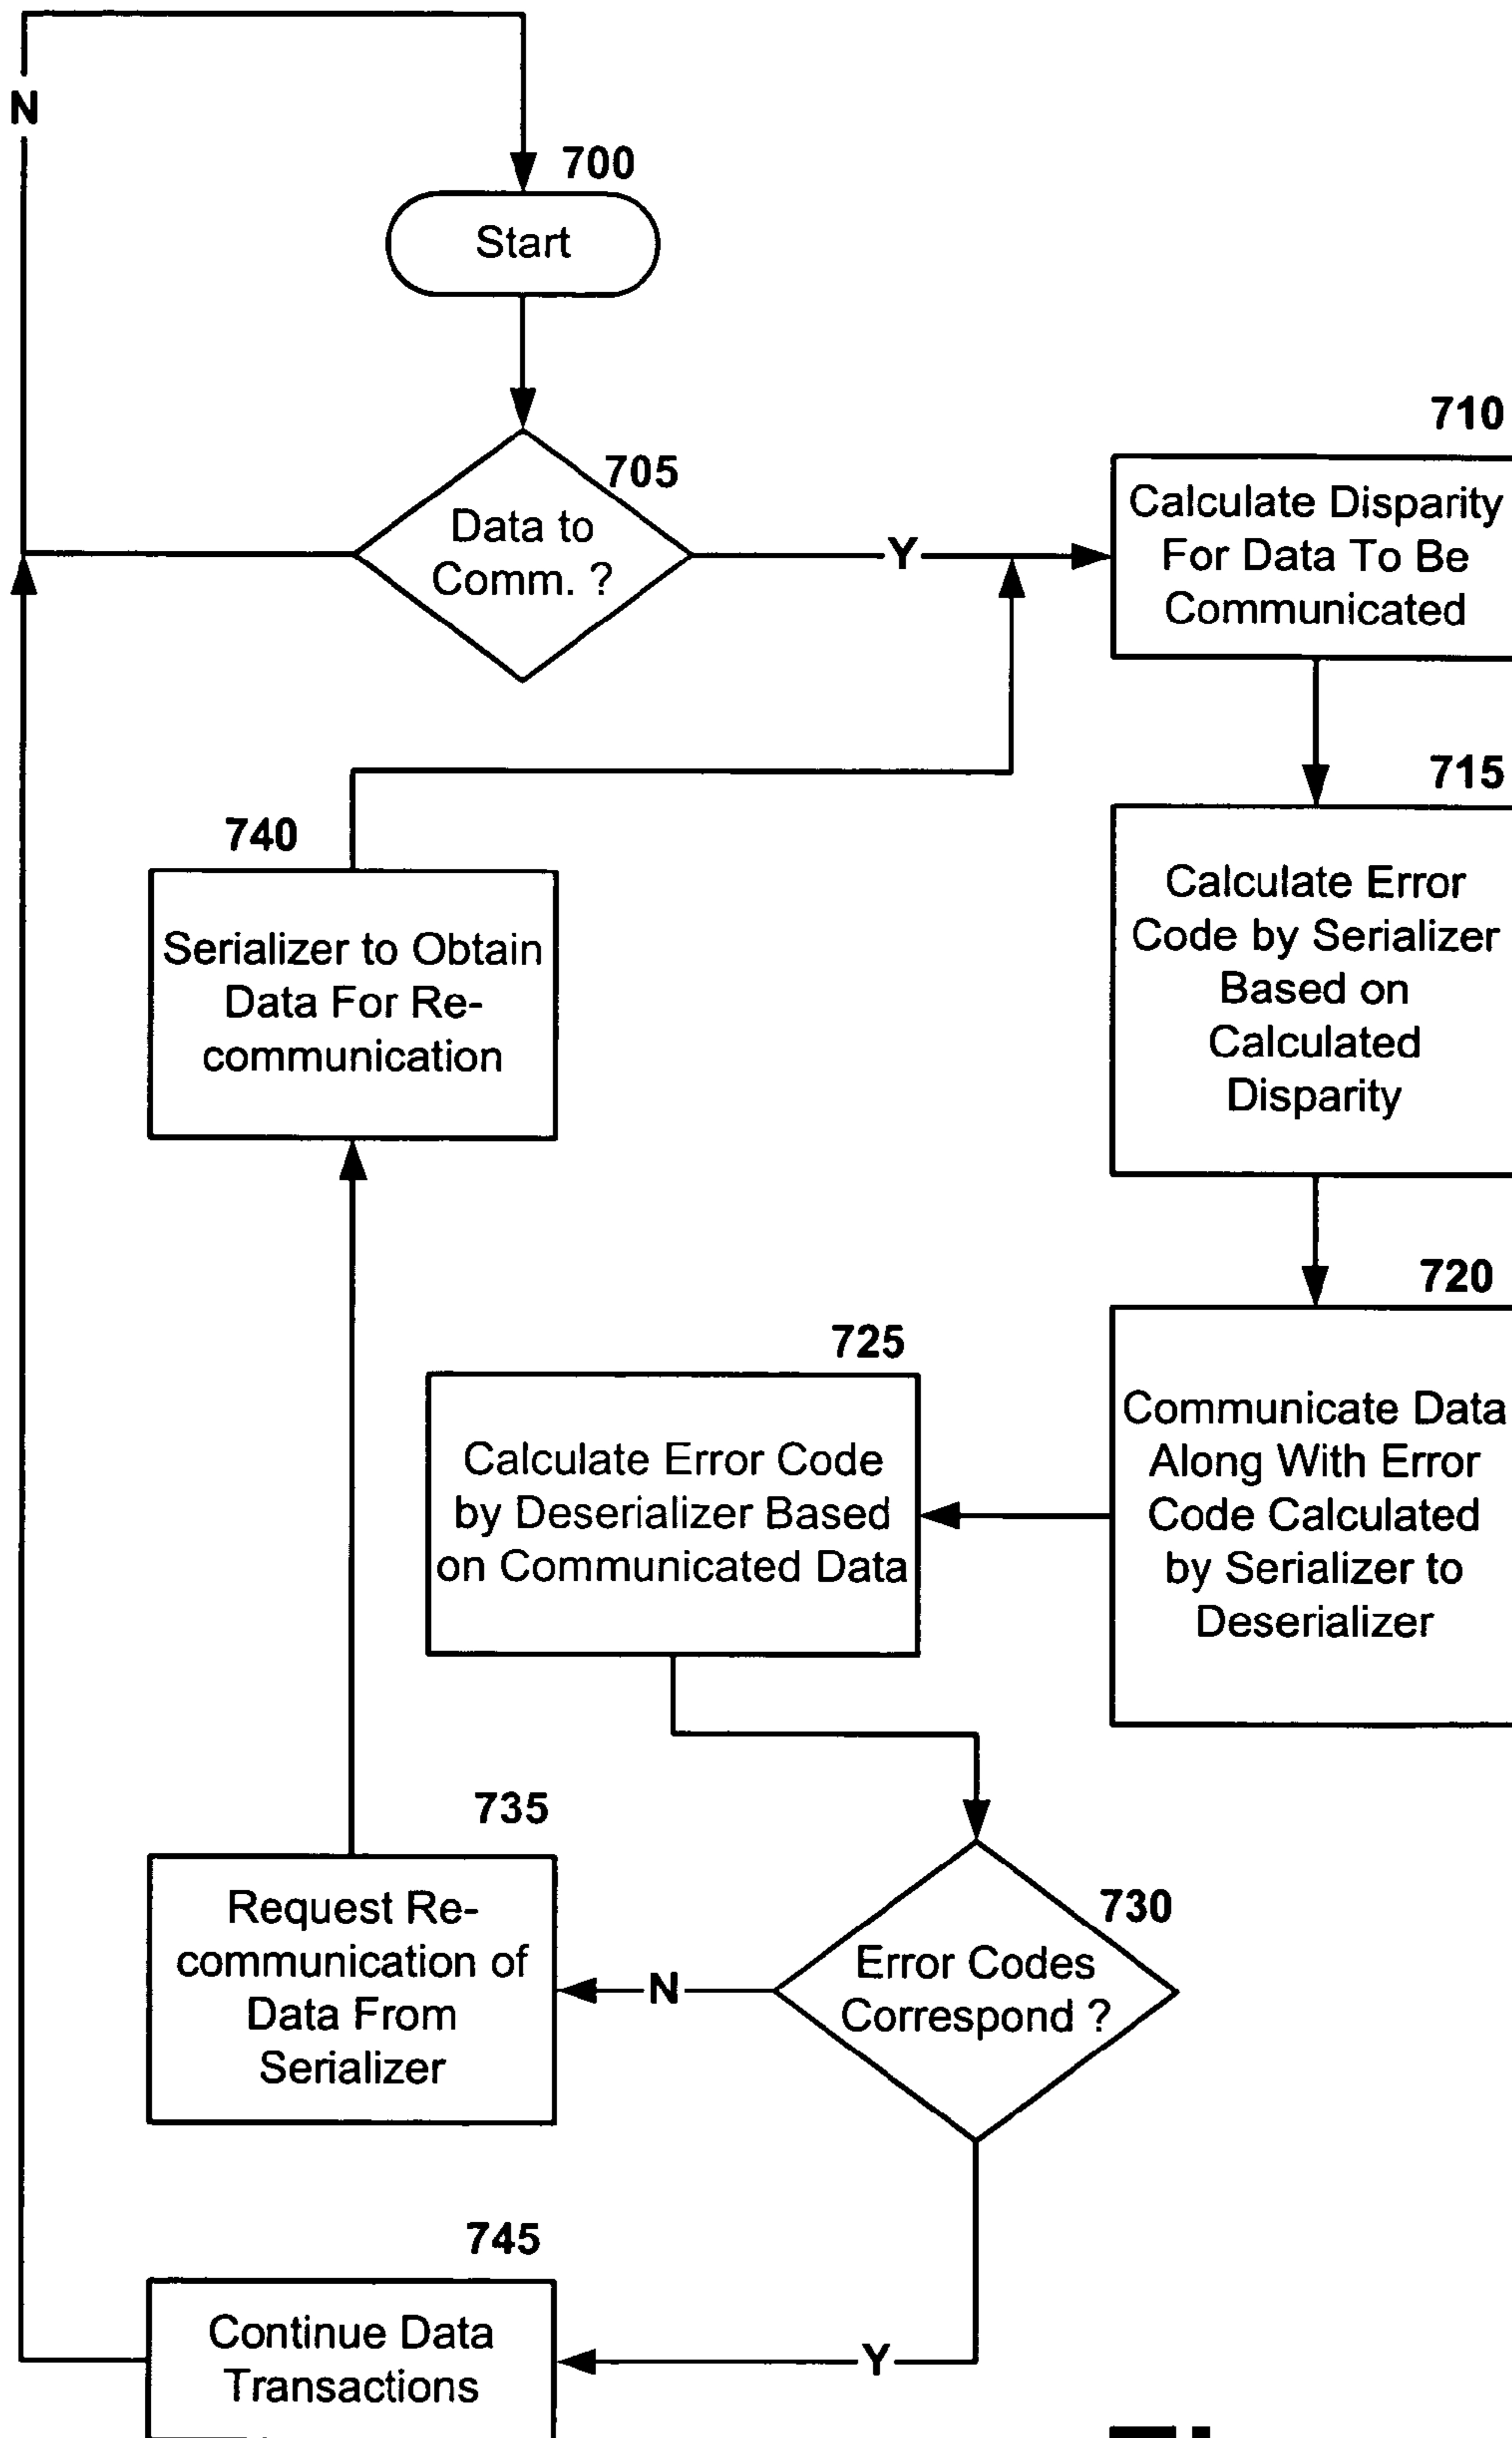 N
700
Start
705
Data to
Comm. ?
Y
710
Calculate Disparity
For Data To Be
Communicated
715
Calculate Error
Code by Serializer
Based on
Calculated
Disparity
740
Serializer to Obtain
Data For Re-
communication
720
Communicate Data
Along With Error
Code Calculated
by Serializer to
Deserializer
725
Calculate Error Code
by Deserializer Based
on Communicated Data
730
Error Codes
Correspond ?
N
735
Request Re-
communication of
Data From
Serializer
Y
745
Continue Data
Transactions